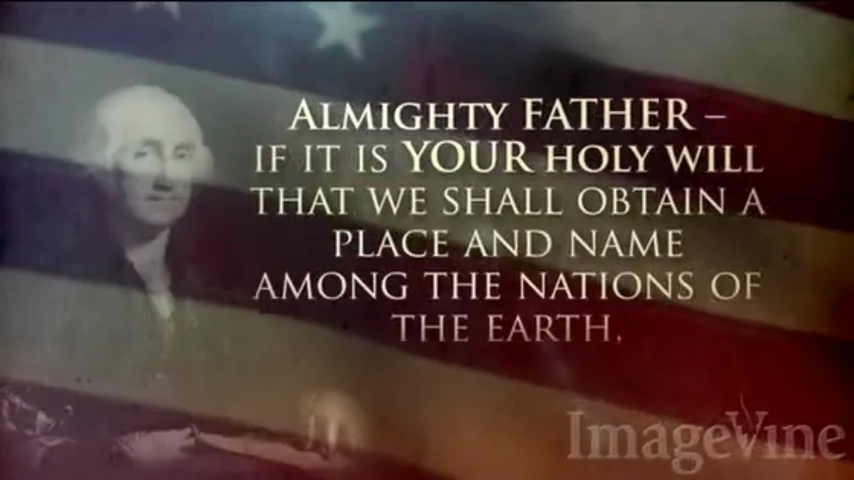 ALMIGHTY FATHER –
IF IT IS YOUR HOLY WILL
THAT WE SHALL OBTAIN A
PLACE AND NAME
AMONG THE NATIONS OF
THE EARTH,
ImageVine